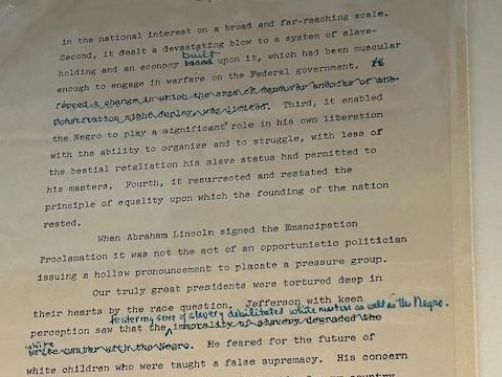 in the national interest on a broad and far-reaching scale.
Second, it dealt a devastating blow to a system of slave-
built
holding and an economy based upon it, which had been muscular
enough to engage in warfare on the Federal government. It
forged a change in which the area of maneuver
was limited. Third, it enabled
the Negro to play a significant role in his own liberation
with the ability to organize and to struggle, with less of
the bestial retaliation his slave status had permitted to
his masters. Fourth, it resurrected and restated the
principle of equality upon which the founding of the nation
rested.
When Abraham Lincoln signed the Emancipation
Proclamation it was not the act of an opportunistic politician
issuing a hollow pronouncement to placate a pressure group.
Our truly great presidents were tortured deep in
their hearts by the race question. Jefferson with keen
festering sore of slavery debilitated white masters as well as the Negro.
perception saw that the immorality of slavery degraded the
white
white master with the Negro. He feared for the future of
white children who were taught a false supremacy. His concern